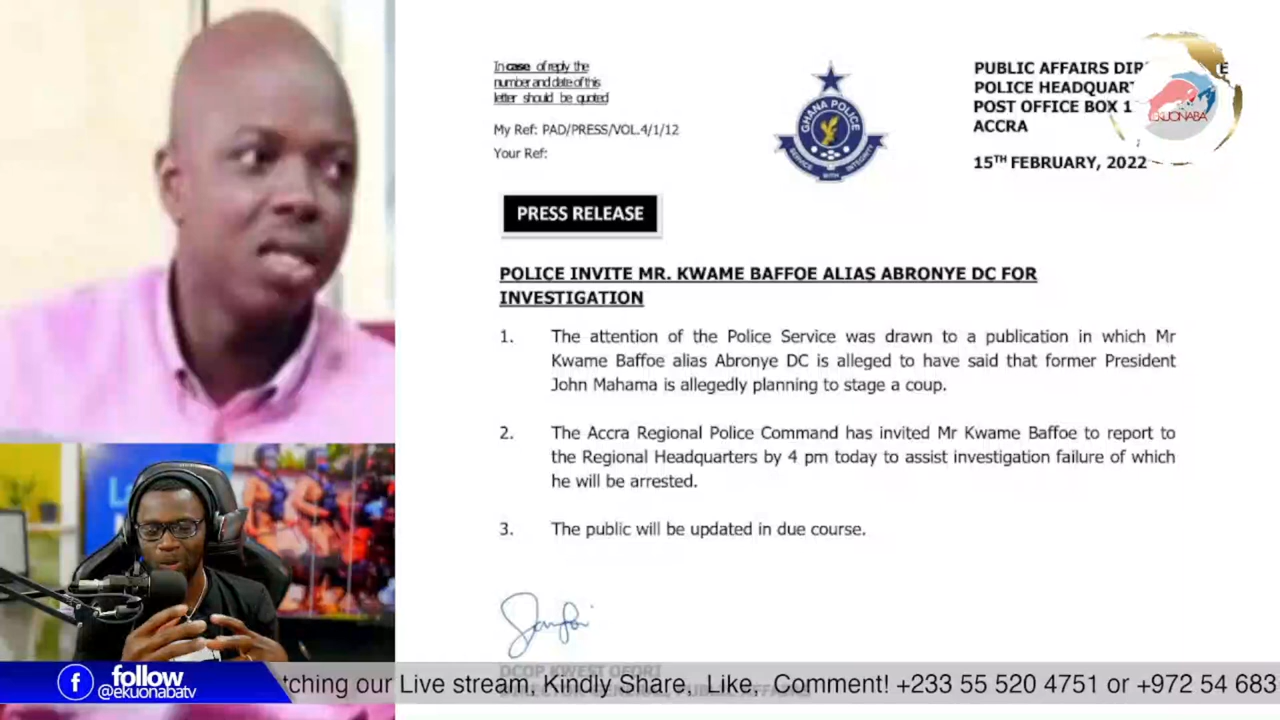 In case of reply the
number and date of this
letter should be quoted
My Ref: PAD/PRESS/VOL.4/1/12
Your Ref:
GHANA POLICE
SERVICE WITH INTEGRITY
PUBLIC AFFAIRS
POLICE
POST OFFICE BOX
ACCRA
15TH FEBRUARY, 2022
EKUONABA
PRESS RELEASE
POLICE INVITE MR. KWAME BAFFOE ALIAS ABRONYE DC FOR
INVESTIGATION
1. The attention of the Police Service was drawn to a publication in which Mr
Kwame Baffoe alias Abronye DC is alleged to have said that former President
John Mahama is allegedly planning to stage a coup.
2. The Accra Regional Police Command has invited Mr Kwame Baffoe to report to
the Regional Headquarters by 4 pm today to assist investigation failure of which
he will be arrested.
3. The public will be updated in due course.
follow
@ekuonabatv
our Live stream, Kindly Share, Like, Comment! +233 55 520 4751 or +972 54 683